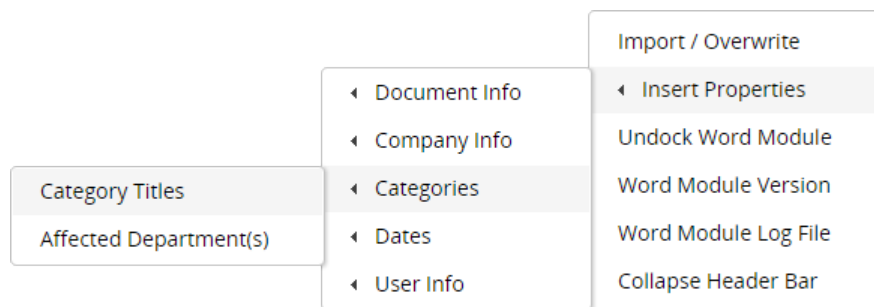 Import / Overwrite
Insert Properties
Undock Word Module
Word Module Version
Word Module Log File
Collapse Header Bar
Document Info
Company Info
Categories
Dates
User Info
Category Titles
Affected Department(s)